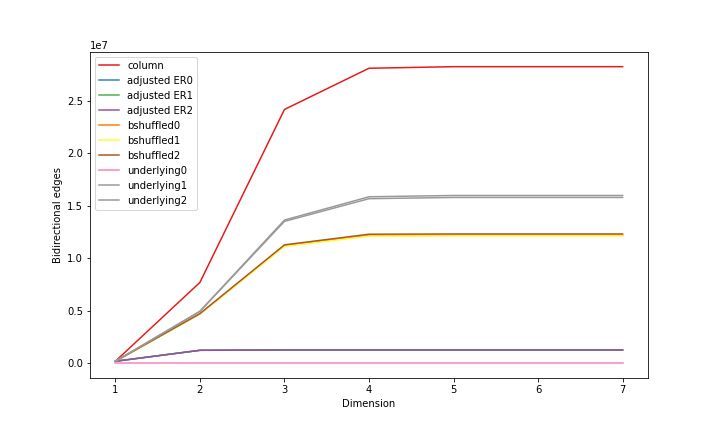 1e7
column
adjusted ER0
adjusted ER1
adjusted ER2
bshuffled0
bshuffled1
bshuffled2
underlying0
underlying1
underlying2
2.5
2.0
1.5
1.0
0.5
0.0
Bidirectional edges
1 2 3 4 5 6 7
Dimension